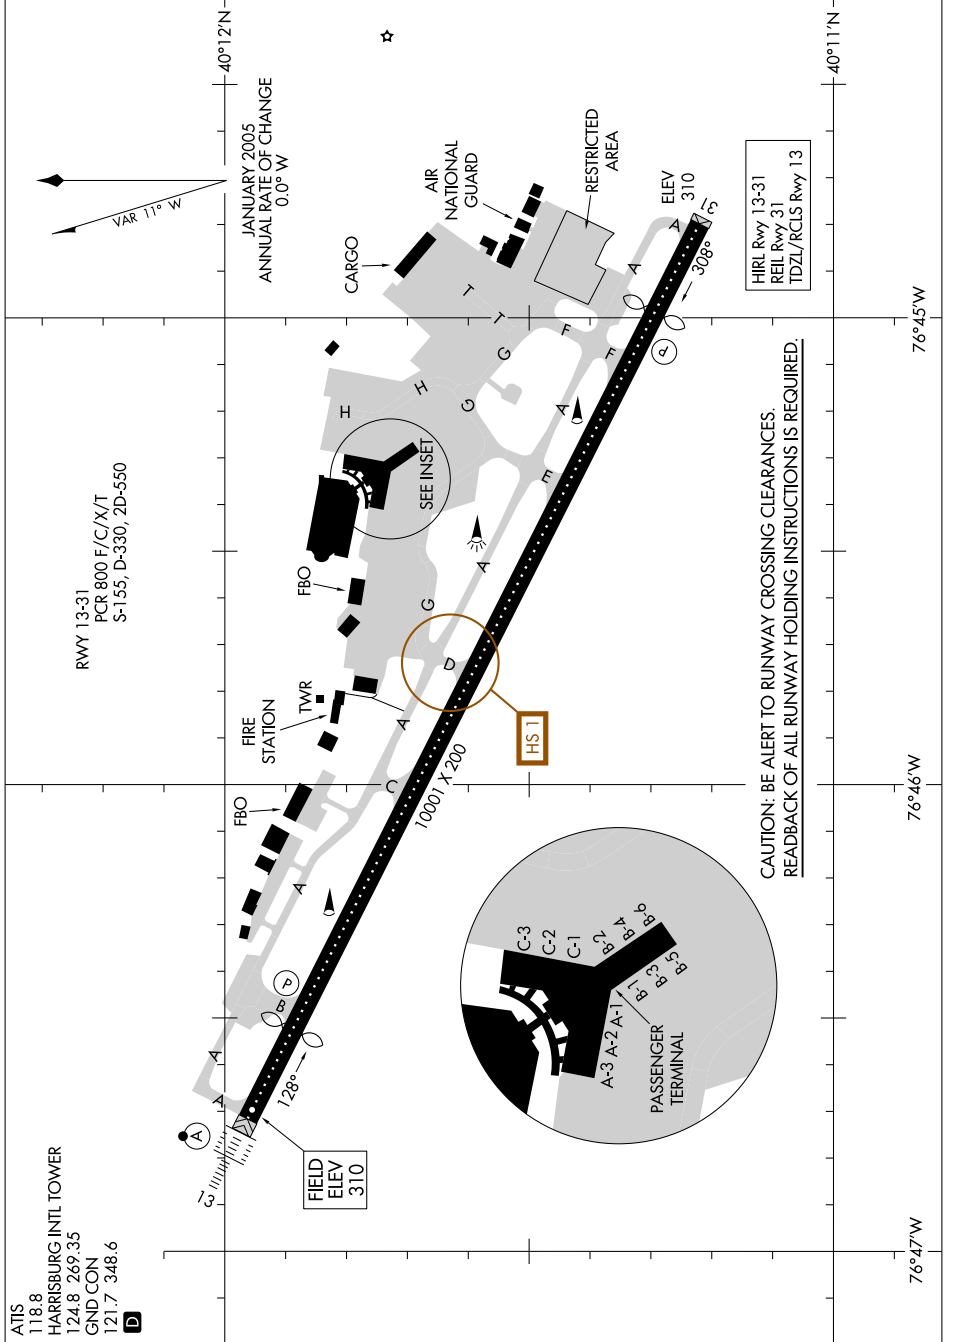 ATIS
118.8
HARRISBURG INTL TOWER
124.8 269.35
GND CON
121.7 348.6
D
RWY 13-31
PCR 800 F/C/X/T
S-155, D-330, 2D-550
VAR 11° W
JANUARY 2005
ANNUAL RATE OF CHANGE
0.0° W
40°12'N
40°11'N
76°45'W
76°46'W
76°47'W
A
13
FIELD
ELEV
310
128°
A
A
B
P
A
FBO
C
A
FIRE
STATION
TWR
10001 X 200
D
HS 1
G
A
FBO
SEE INSET
H
H
G
G
E
A
T
T
F
F
CARGO
AIR
NATIONAL
GUARD
RESTRICTED
AREA
P
A
A
ELEV
310
31
308°
HIRL Rwy 13-31
REIL Rwy 31
TDZL/RCLS Rwy 13
CAUTION: BE ALERT TO RUNWAY CROSSING CLEARANCES.
READBACK OF ALL RUNWAY HOLDING INSTRUCTIONS IS REQUIRED.
C-3
C-2
C-1
B-2
B-4
B-6
B-1
B-3
B-5
A-3
A-2
A-1
PASSENGER
TERMINAL